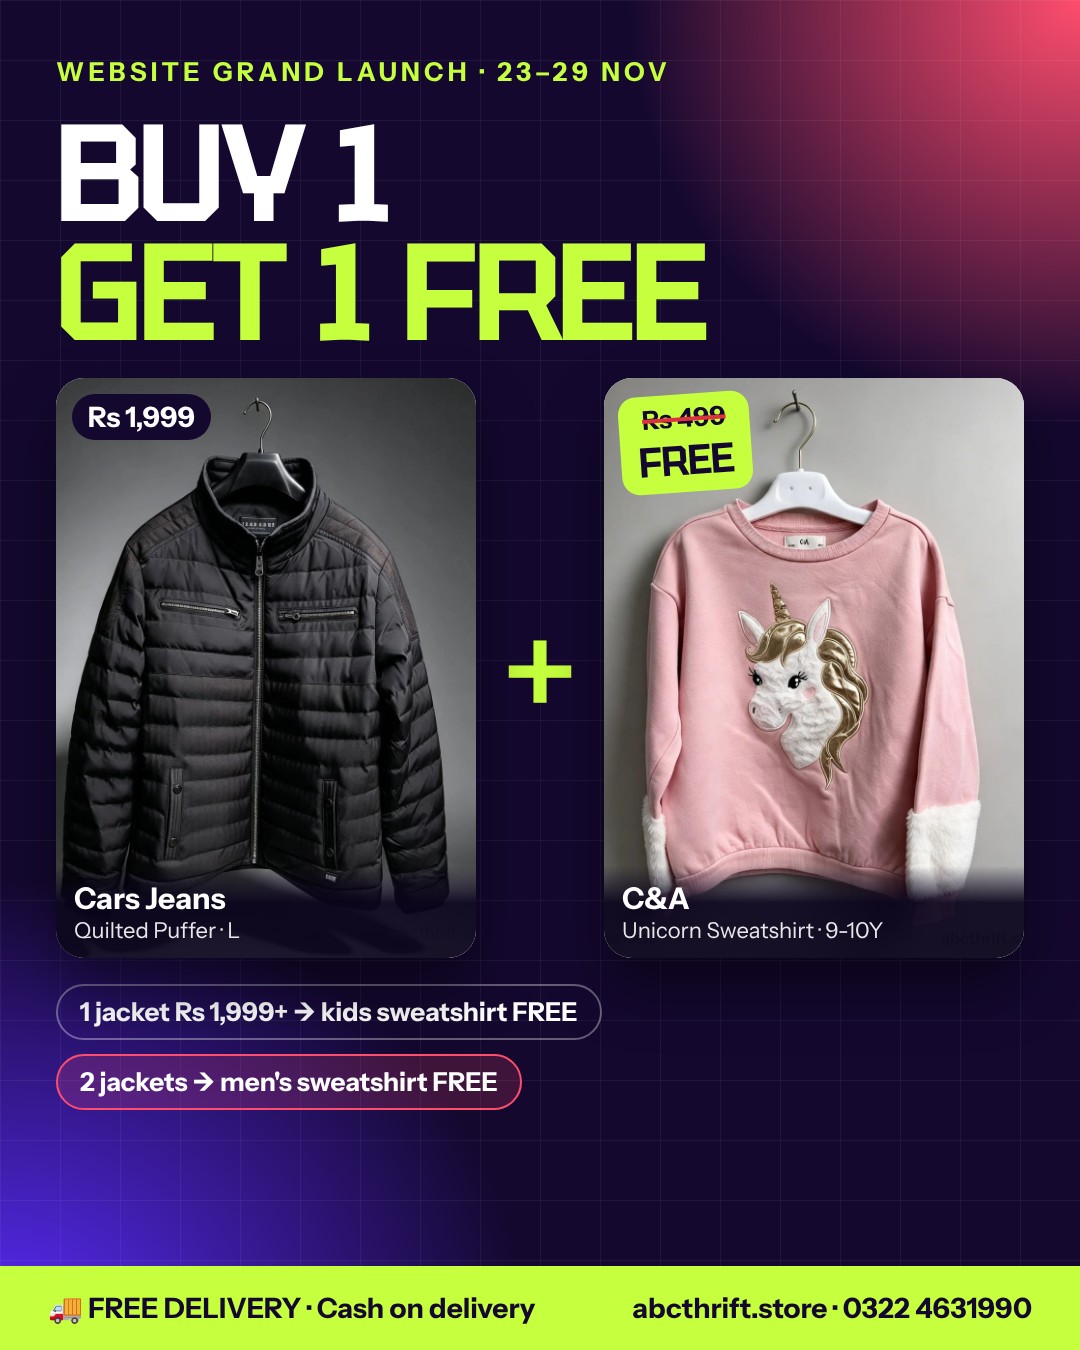 WEBSITE GRAND LAUNCH · 23–29 NOV
BUY 1
GET 1 FREE
Rs 1,999
Rs 499
FREE
C&A
Cars Jeans
Quilted Puffer · L
C&A
Unicorn Sweatshirt · 9-10Y
abcthrift
1 jacket Rs 1,999+ → kids sweatshirt FREE
2 jackets → men's sweatshirt FREE
🚚 FREE DELIVERY · Cash on delivery
abcthrift.store · 0322 4631990